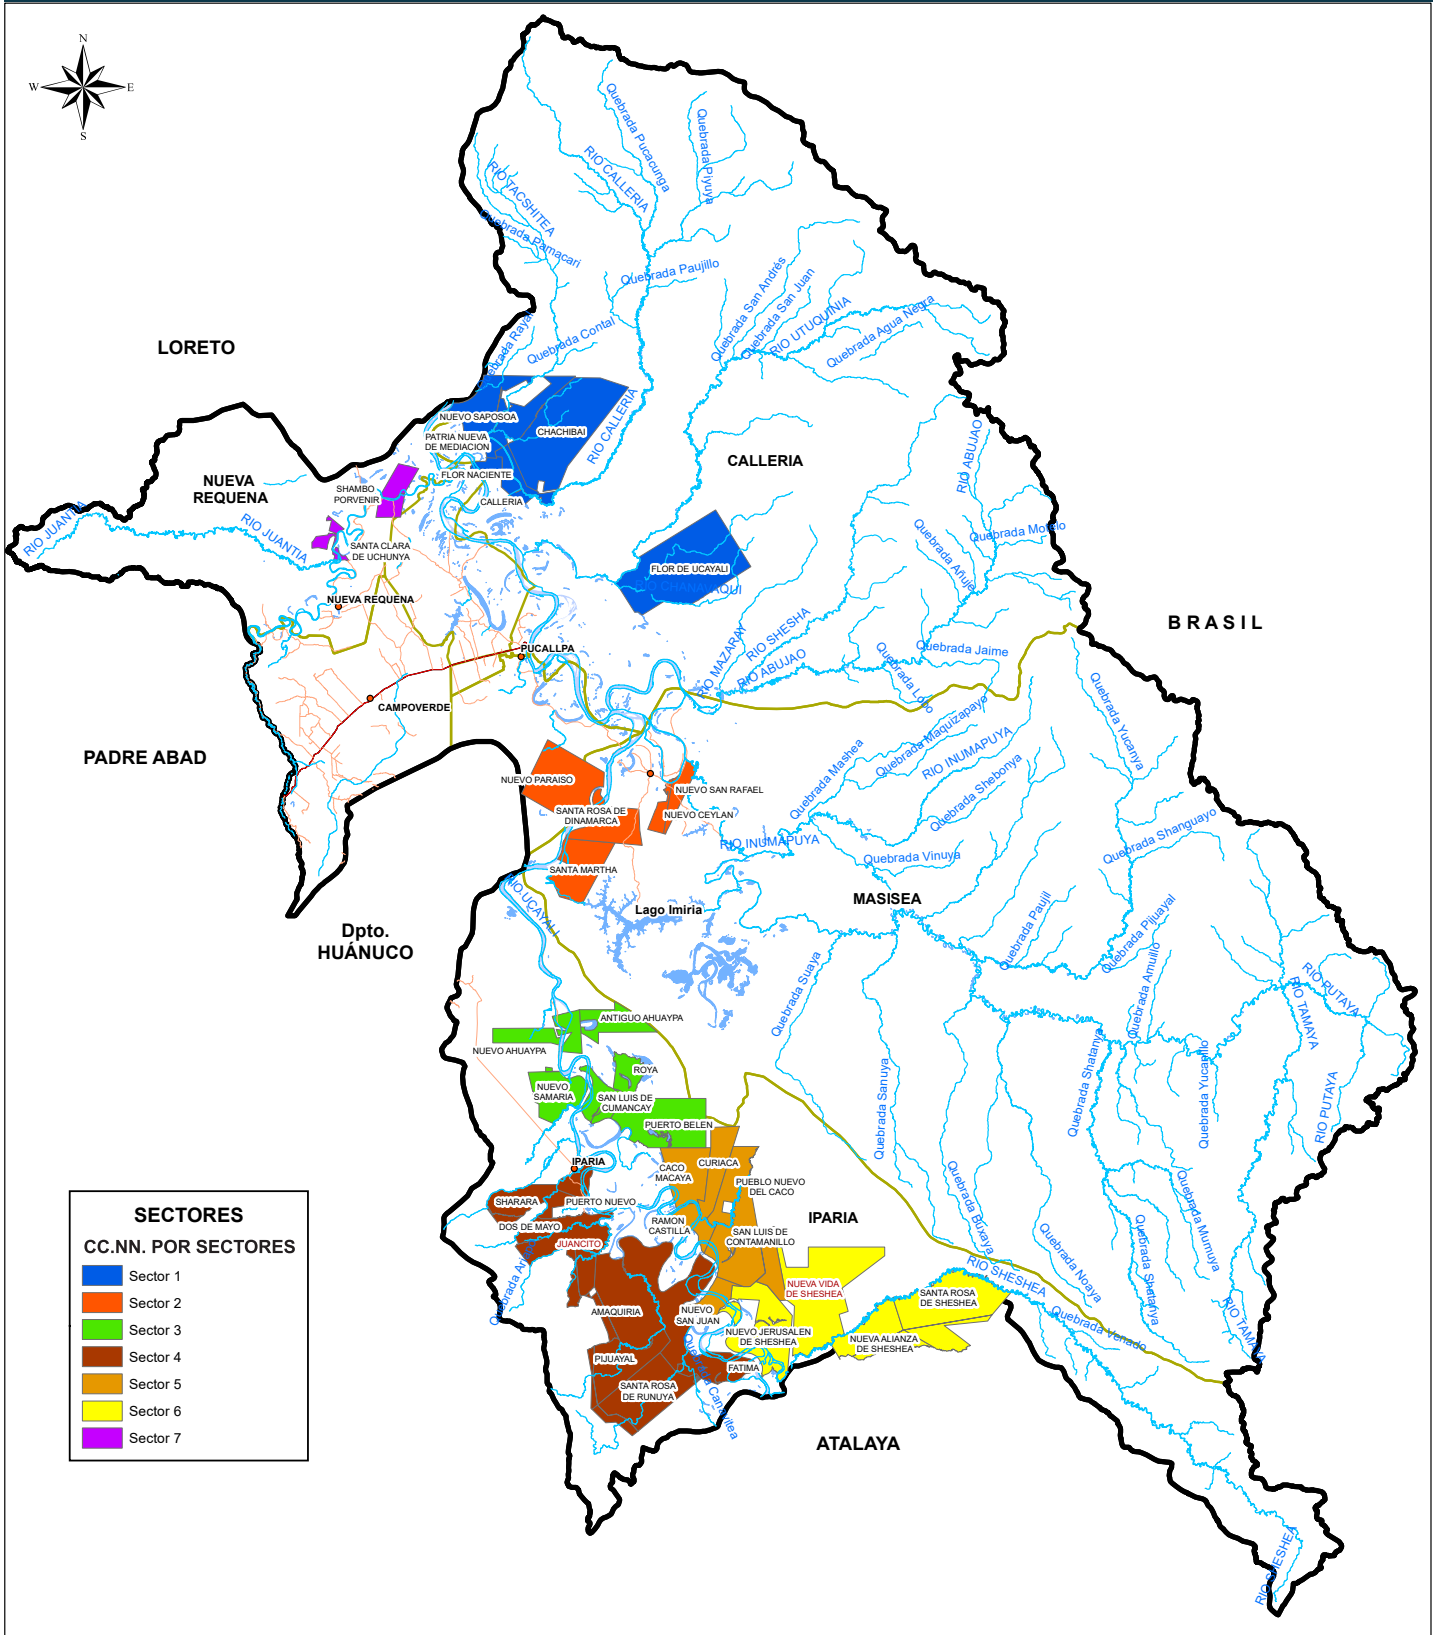 N
W
E
S
Quebrada Pucacunga
Quebrada Piyuya
RIO CALLERIA
RIO TACSHITEA
Quebrada Pamacari
Quebrada Paujillo
Quebrada San Andrés
Quebrada San Juan
RIO UTUQUINIA
Quebrada Agua Negra
Quebrada Contal
LORETO
NUEVO SAPOSOA
PATRIA NUEVA
DE MEDIACION
CHACHIBAI
RIO CALLERIA
FLOR NACIENTE
CALLERIA
CALLERIA
RIO ABUJAO
NUEVA
REQUENA
SHAMBO
PORVENIR
RIO JUANTIA
RIO JUANTIA
SANTA CLARA
DE UCHUNYA
Quebrada Motelo
Quebrada Añuje
FLOR DE UCAYALI
RIO CHANAYAQUI
NUEVA REQUENA
BRASIL
RIO MAZARAY
RIO SHESHA
RIO ABUJAO
Quebrada Jaime
Quebrada Lobo
PUCALLPA
CAMPOVERDE
Quebrada Yucanya
PADRE ABAD
Quebrada Maquizapayo
RIO INUMAPUYA
Quebrada Mashea
Quebrada Shebonya
NUEVO PARAISO
NUEVO SAN RAFAEL
SANTA ROSA DE
DINAMARCA
NUEVO CEYLAN
RIO INUMAPUYA
Quebrada Vinuya
Quebrada Shanguayo
SANTA MARTHA
RIO UCAYALI
Lago Imiria
MASISEA
Dpto.
HUÁNUCO
Quebrada Paujil
Quebrada Pijuayal
Quebrada Amuillo
Quebrada Suaya
RIO PUTAYA
RIO TAMAYA
ANTIGUO AHUAYPA
NUEVO AHUAYPA
ROYA
NUEVO
SAMARIA
SAN LUIS DE
CUMANCAY
PUERTO BELEN
Quebrada Sanuya
Quebrada Shatanya
Quebrada Yucanillo
RIO PUTAYA
IPARIA
CACO
MACAYA
CURIACA
PUEBLO NUEVO
DEL CACO
SHARARA
PUERTO NUEVO
DOS DE MAYO
RAMON
CASTILLA
SAN LUIS DE
CONTAMANILLO
IPARIA
JUANCITO
Quebrada Buxaya
Quebrada Noaya
Quebrada Shatanya
Quebrada Mumuya
RIO SHESHEA
NUEVA VIDA
DE SHESHEA
SANTA ROSA
DE SHESHEA
AMAQUIRIA
NUEVO
SAN JUAN
NUEVO JERUSALEN
DE SHESHEA
NUEVA ALIANZA
DE SHESHEA
Quebrada Venado
RIO TAMAYA
PIJUAYAL
FATIMA
SANTA ROSA
DE RUNUYA
ATALAYA
RIO SHESHEA
SECTORES
CC.NN. POR SECTORES
Sector 1
Sector 2
Sector 3
Sector 4
Sector 5
Sector 6
Sector 7